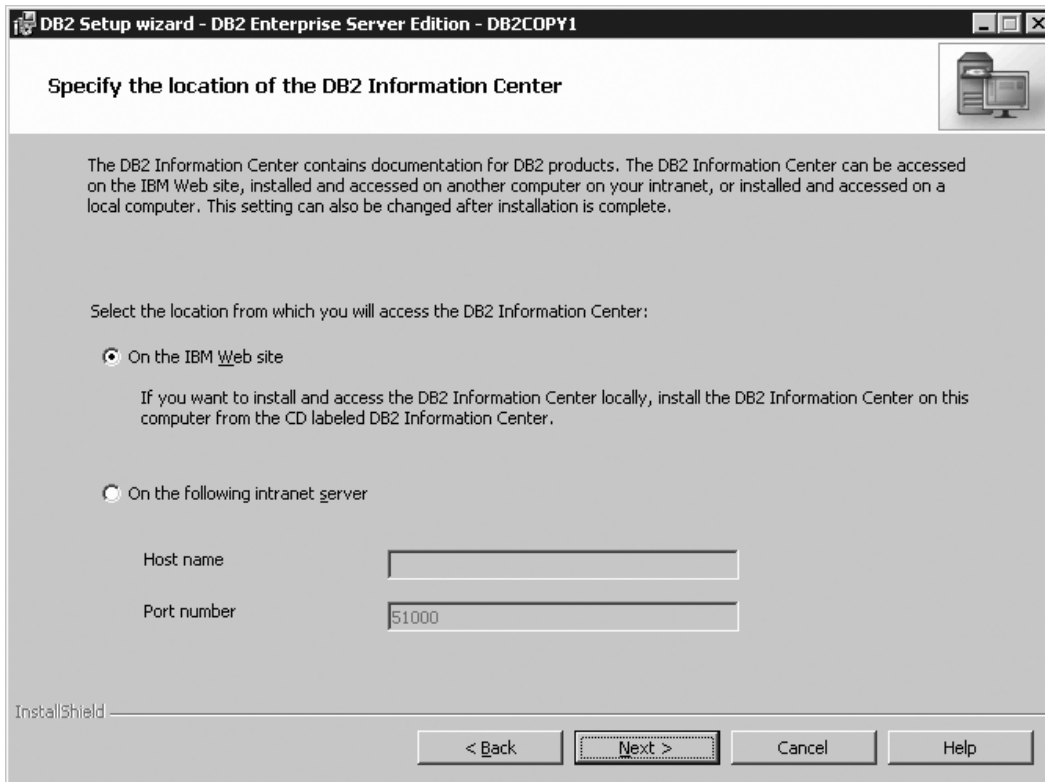 DB2 Setup wizard - DB2 Enterprise Server Edition - DB2COPY1
Specify the location of the DB2 Information Center
The DB2 Information Center contains documentation for DB2 products. The DB2 Information Center can be accessed
on the IBM Web site, installed and accessed on another computer on your intranet, or installed and accessed on a
local computer. This setting can also be changed after installation is complete.
Select the location from which you will access the DB2 Information Center:
On the IBM Web site
If you want to install and access the DB2 Information Center locally, install the DB2 Information Center on this
computer from the CD labeled DB2 Information Center.
On the following intranet server
Host name
Port number
51000
InstallShield
< Back
Next >
Cancel
Help